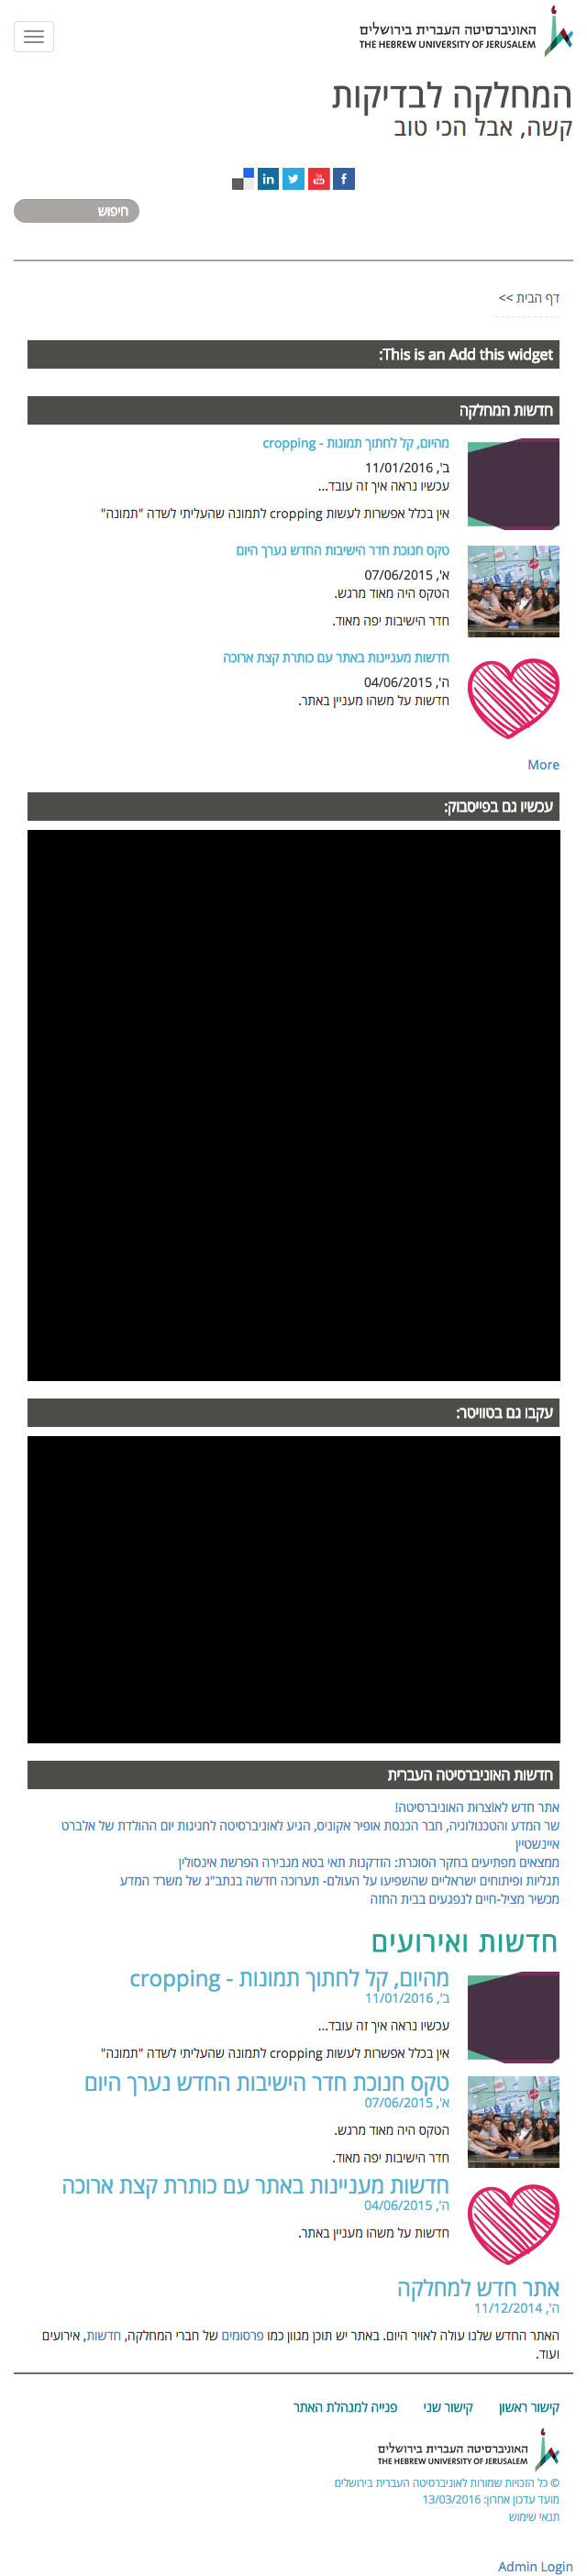 האוניברסיטה העברית בירושלים
THE HEBREW UNIVERSITY OF JERUSALEM
המחלקה לבדיקות
קשה, אבל הכי טוב
חיפוש
דף הבית >>
This is an Add this widget:
חדשות המחלקה
מהיום, קל לחתוך תמונות - cropping
ב', 11/01/2016
עכשיו נראה איך זה עובד...
אין בכלל אפשרות לעשות cropping לתמונה שהעליתי לשדה "תמונה"
טקס חנוכת חדר הישיבות החדש נערך היום
א', 07/06/2015
הטקס היה מאוד מרגש.
חדר הישיבות יפה מאוד.
חדשות מעניינות באתר עם כותרת קצת ארוכה
ה', 04/06/2015
חדשות על משהו מעניין באתר.
More
עכשיו גם בפייסבוק:
עקבו גם בטוויטר:
חדשות האוניברסיטה העברית
אתר חדש לאוֹצרוּת האוניברסיטה!
שר המדע והטכנולוגיה, חבר הכנסת אופיר אקוניס, הגיע לאוניברסיטה לחגיגות יום ההולדת של אלברט
איינשטיין
ממצאים מפתיעים בחקר הסוכרת: הזדקנות תאי בטא מגבירה הפרשת אינסולין
תגליות ופיתוחים ישראליים שהשפיעו על העולם- תערוכה חדשה בנתב"ג של משרד המדע
מכשיר מציל-חיים לנפגעים בבית החזה
חדשות ואירועים
מהיום, קל לחתוך תמונות - cropping
ב', 11/01/2016
עכשיו נראה איך זה עובד...
אין בכלל אפשרות לעשות cropping לתמונה שהעליתי לשדה "תמונה"
טקס חנוכת חדר הישיבות החדש נערך היום
א', 07/06/2015
הטקס היה מאוד מרגש.
חדר הישיבות יפה מאוד.
חדשות מעניינות באתר עם כותרת קצת ארוכה
ה', 04/06/2015
חדשות על משהו מעניין באתר.
אתר חדש למחלקה
ה', 11/12/2014
האתר החדש שלנו עולה לאויר היום. באתר יש תוכן מגוון כמו פרסומים של חברי המחלקה, חדשות, אירועים
ועוד.
קישור ראשון קישור שני פנייה למנהלת האתר
האוניברסיטה העברית בירושלים
THE HEBREW UNIVERSITY OF JERUSALEM
© כל הזכויות שמורות לאוניברסיטה העברית בירושלים
מועד עדכון אחרון: 13/03/2016
תנאי שימוש
Admin Login